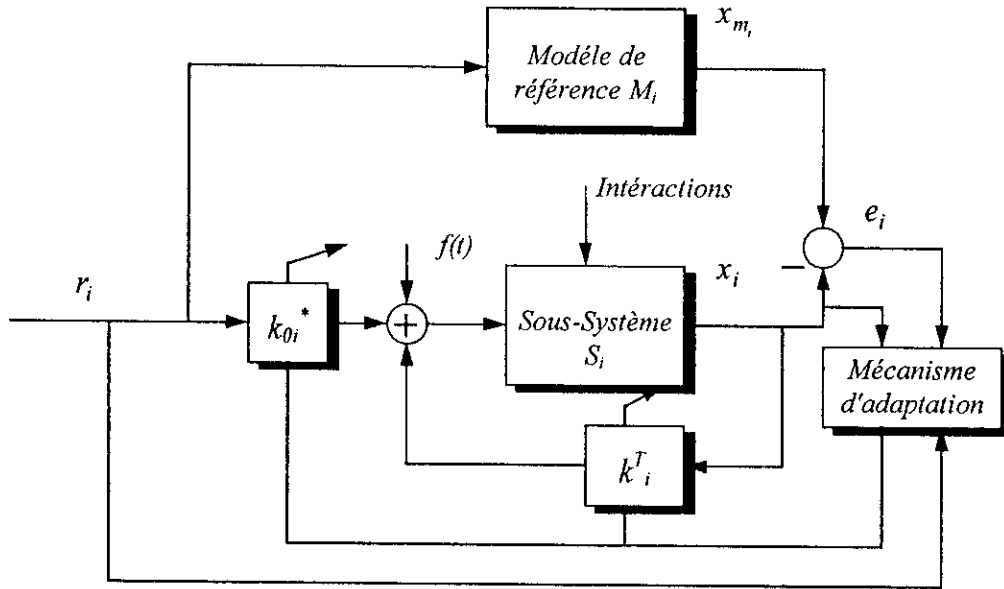 x_{m_i}
Modéle de
référence M_i
Intéractions
e_i
f(t)
x_i
r_i
k_{0i}^*
+
−
Sous-Système
S_i
Mécanisme
d'adaptation
k^T_i